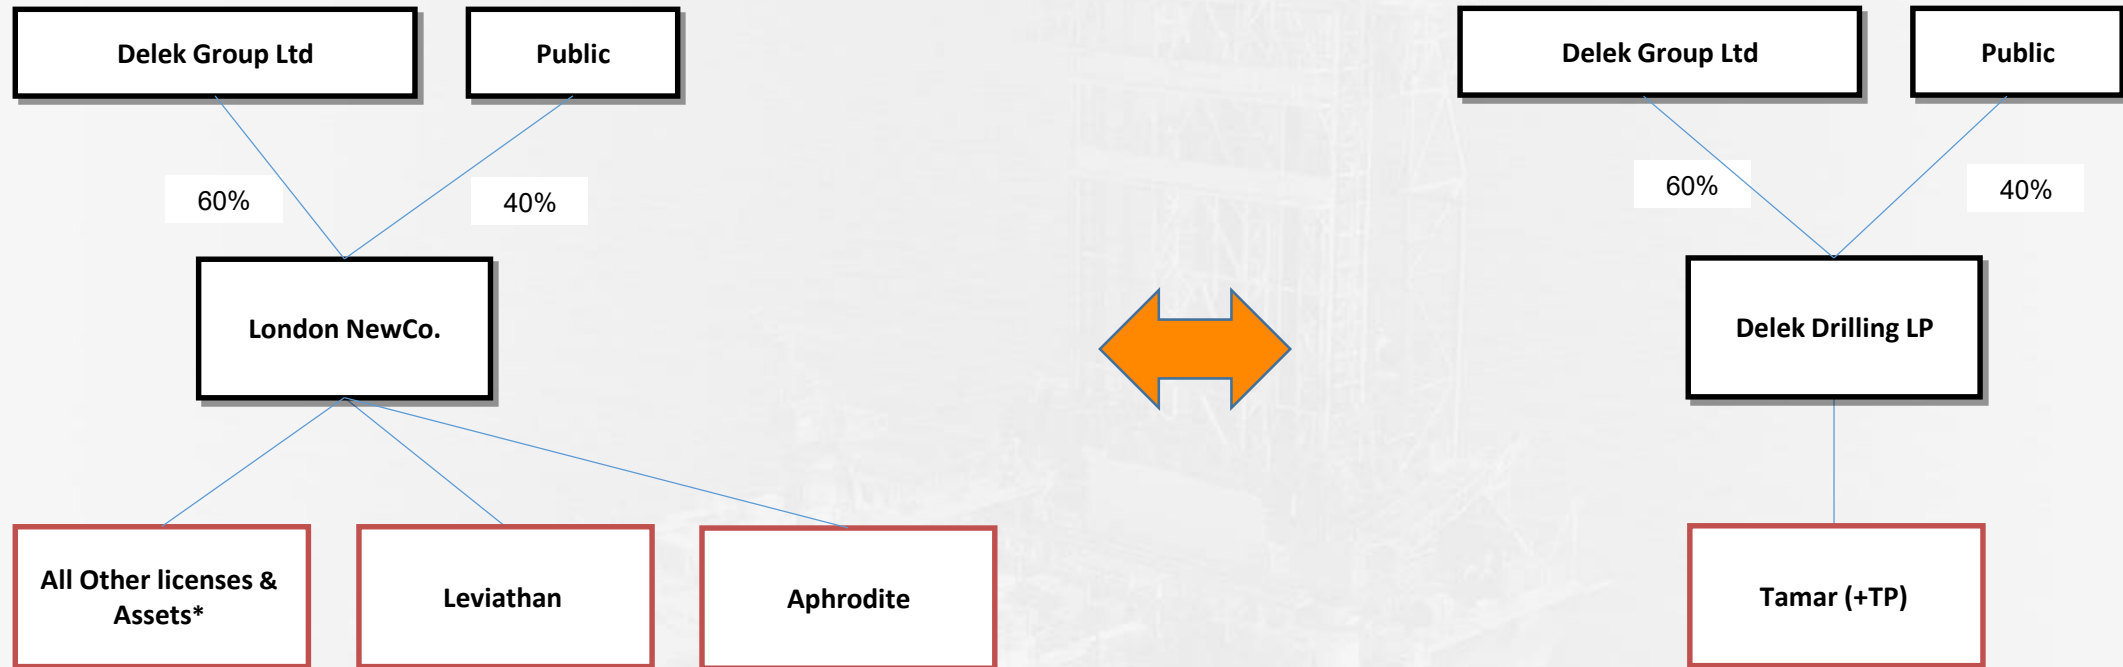 Delek Group Ltd
Public
Delek Group Ltd
Public
60%
40%
60%
40%
London NewCo.
Delek Drilling LP
All Other licenses &
Assets*
Leviathan
Aphrodite
Tamar (+TP)